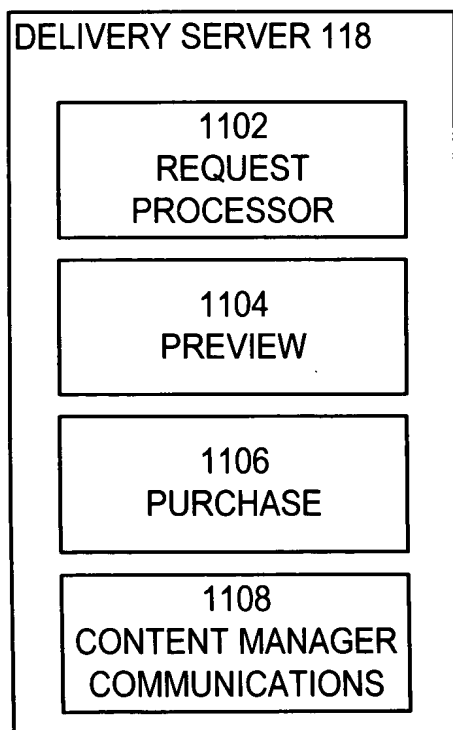 DELIVERY SERVER 118
1102
REQUEST
PROCESSOR
1104
PREVIEW
1106
PURCHASE
1108
CONTENT MANAGER
COMMUNICATIONS